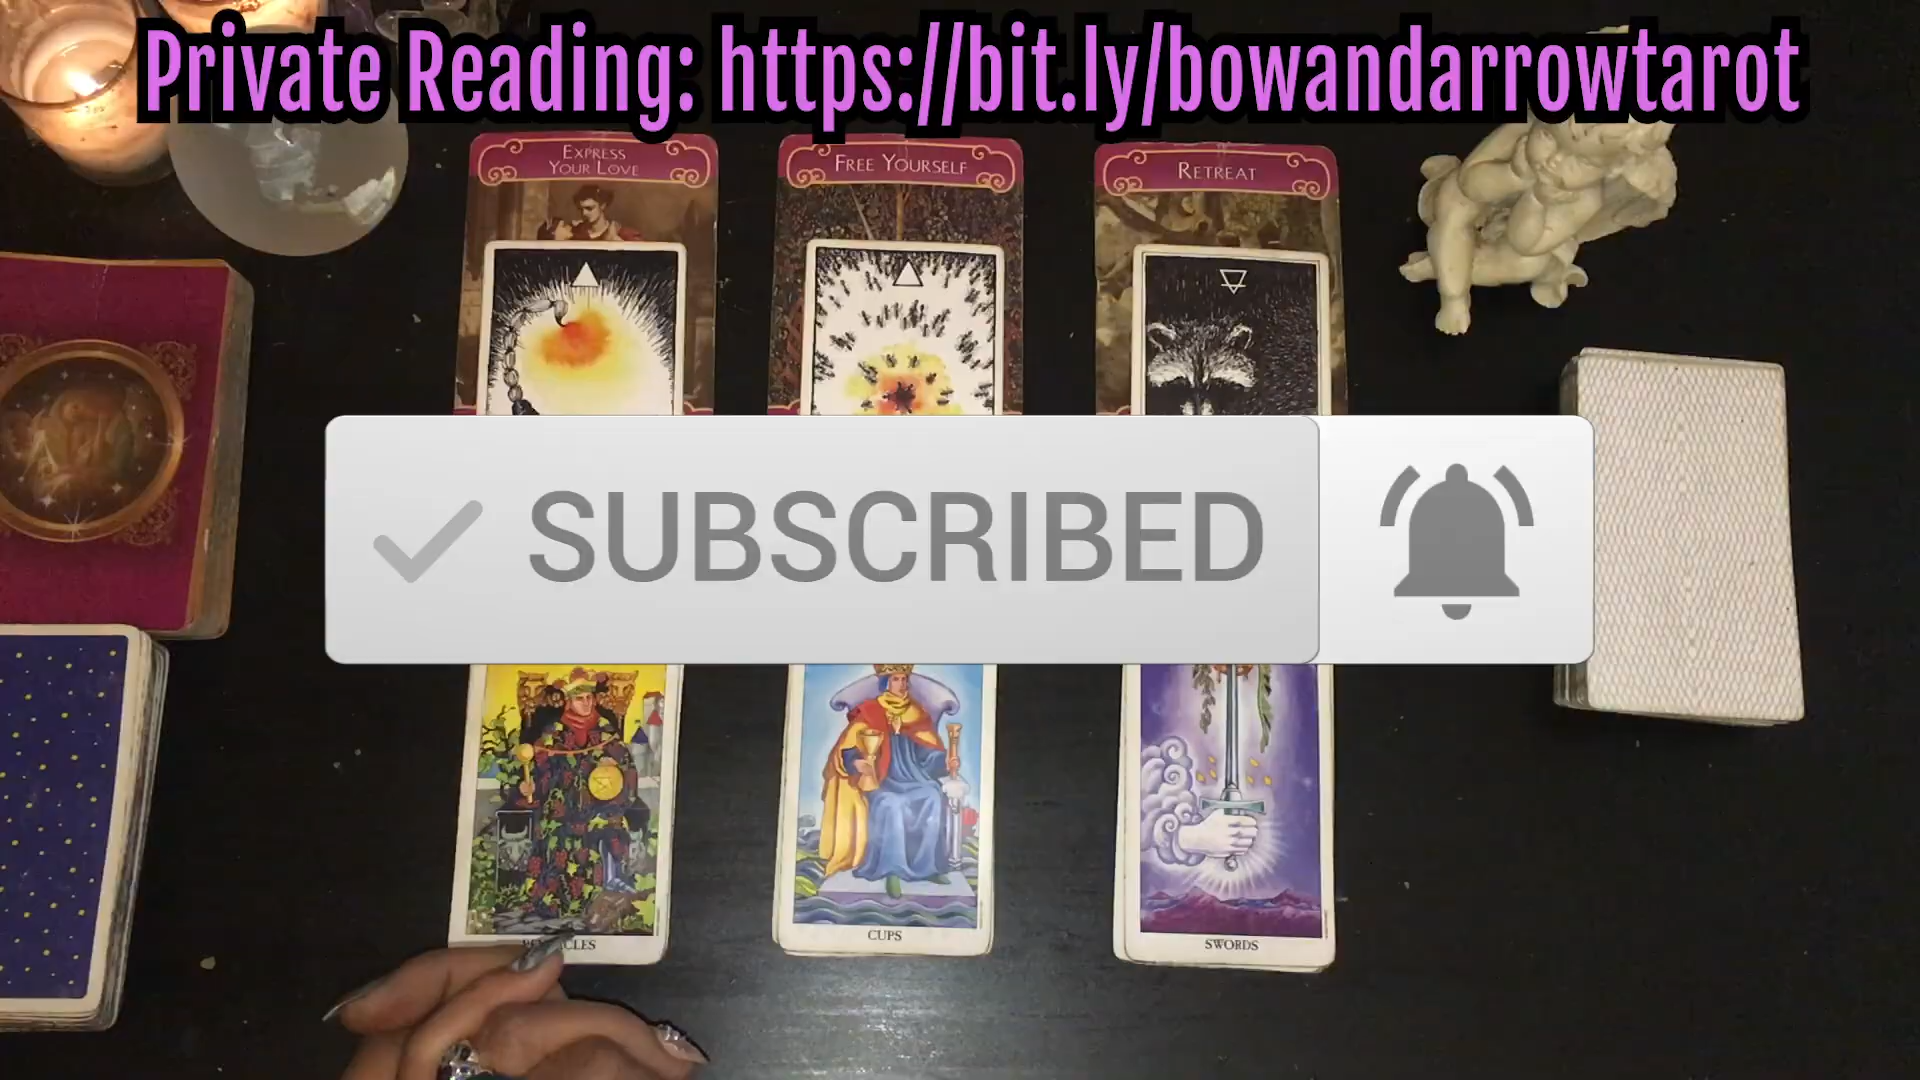 Private Reading: https://bit.ly/bowandarrowtarot
EXPRESS
YOUR LOVE
FREE YOURSELF
RETREAT
SUBSCRIBED
CUPS
SWORDS